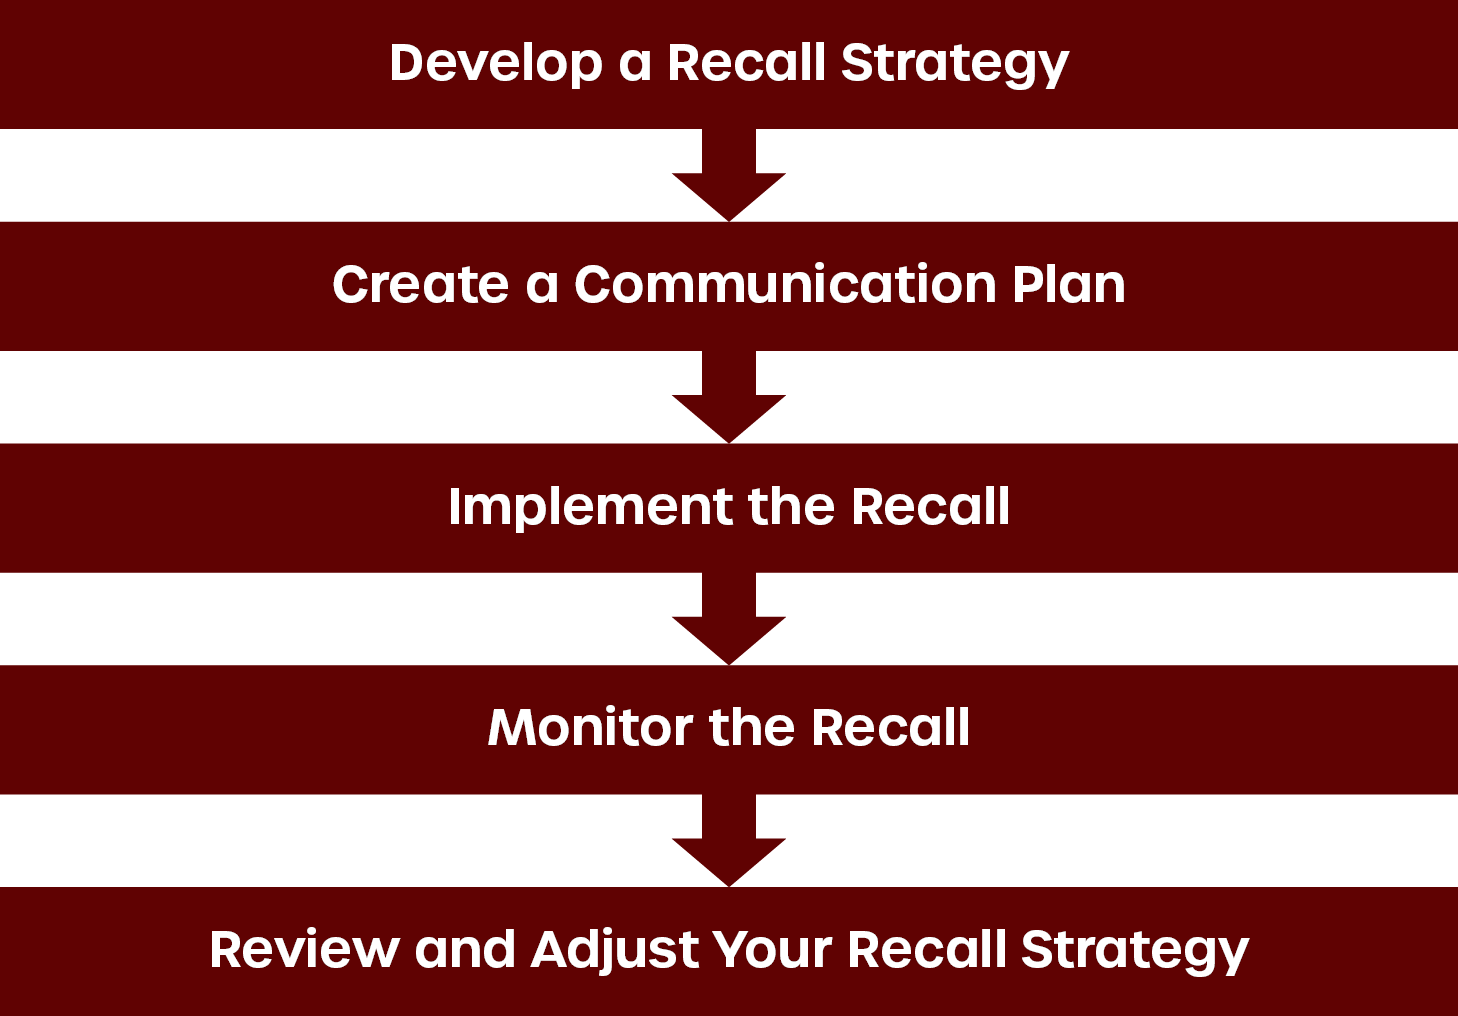 Develop a Recall Strategy
Create a Communication Plan
Implement the Recall
Monitor the Recall
Review and Adjust Your Recall Strategy